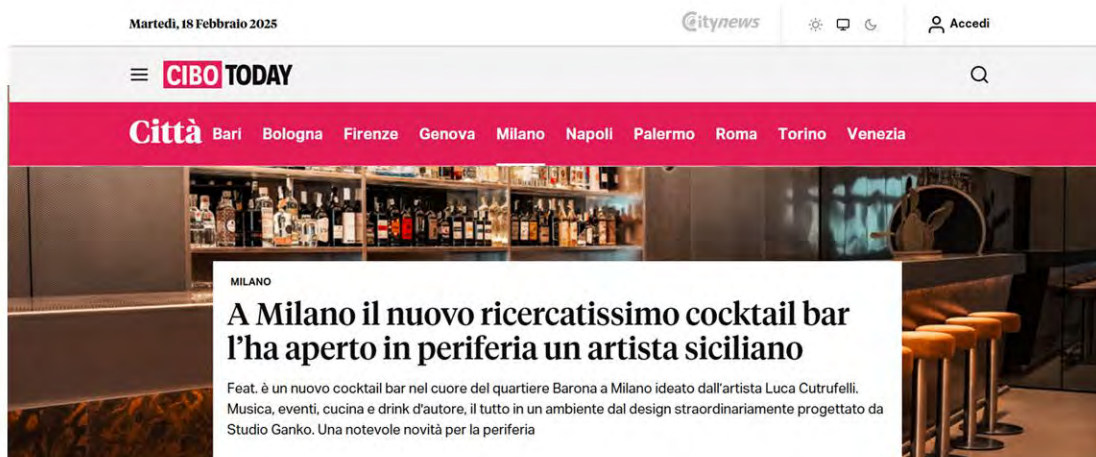 Martedì, 18 Febbraio 2025
Citynews
Accedi
CIBO TODAY
Città Bari Bologna Firenze Genova Milano Napoli Palermo Roma Torino Venezia
MILANO
A Milano il nuovo ricercatissimo cocktail bar
l'ha aperto in periferia un artista siciliano
Feat. è un nuovo cocktail bar nel cuore del quartiere Barona a Milano ideato dall'artista Luca Cutrufelli.
Musica, eventi, cucina e drink d'autore, il tutto in un ambiente dal design straordinariamente progettato da
Studio Ganko. Una notevole novità per la periferia